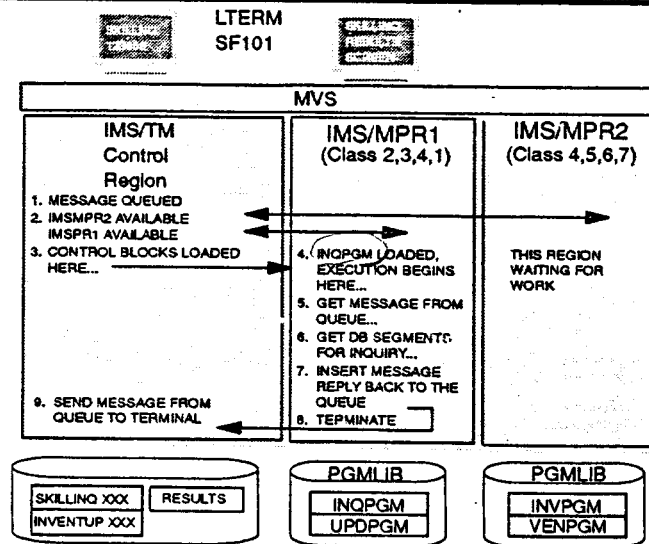 LTERM
SF101
SKILLINQ
RESULTS
MVS
IMS/TM
Control
Region
1. MESSAGE QUEUED
2. IMSMPR2 AVAILABLE
IMSPR1 AVAILABLE
3. CONTROL BLOCKS LOADED
HERE...
9. SEND MESSAGE FROM
QUEUE TO TERMINAL
IMS/MPR1
(Class 2,3,4,1)
4. INQPGM LOADED,
EXECUTION BEGINS
HERE...
5. GET MESSAGE FROM
QUEUE...
6. GET DB SEGMENTS
FOR INQUIRY...
7. INSERT MESSAGE
REPLY BACK TO THE
QUEUE
8. TERMINATE
IMS/MPR2
(Class 4,5,6,7)
THIS REGION
WAITING FOR
WORK
SKILLINQ XXX
RESULTS
INVENTUP XXX
PGMLIB
INQPGM
UPDPGM
PGMLIB
INVPGM
VENPGM